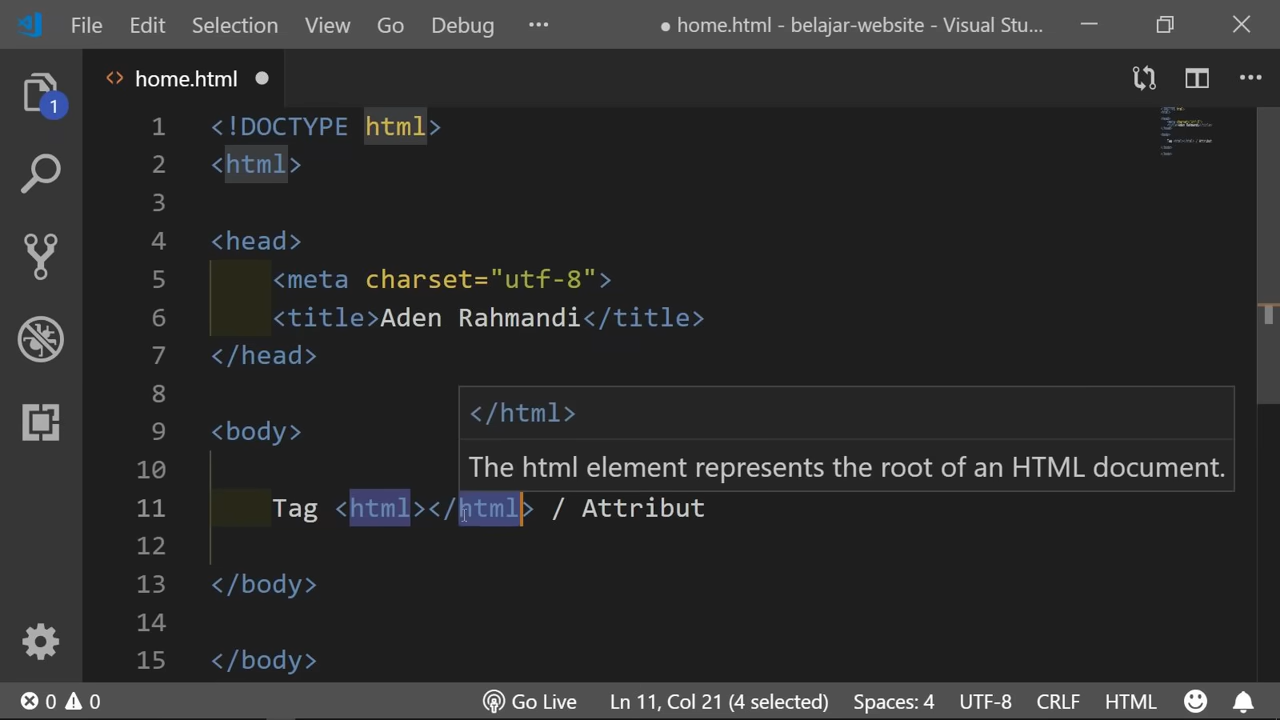 File Edit Selection View Go Debug ··· ● home.html - belajar-website - Visual Stu...
<> home.html ●
1
1 <!DOCTYPE html>
2 <html>
3
4 <head>
5 <meta charset="utf-8">
6 <title>Aden Rahmandi</title>
7 </head>
8
9 <body>
10
11 Tag <html></html> / Attribut
12
13 </body>
14
15 </body>
</html>
The html element represents the root of an HTML document.
0 0 Go Live Ln 11, Col 21 (4 selected) Spaces: 4 UTF-8 CRLF HTML